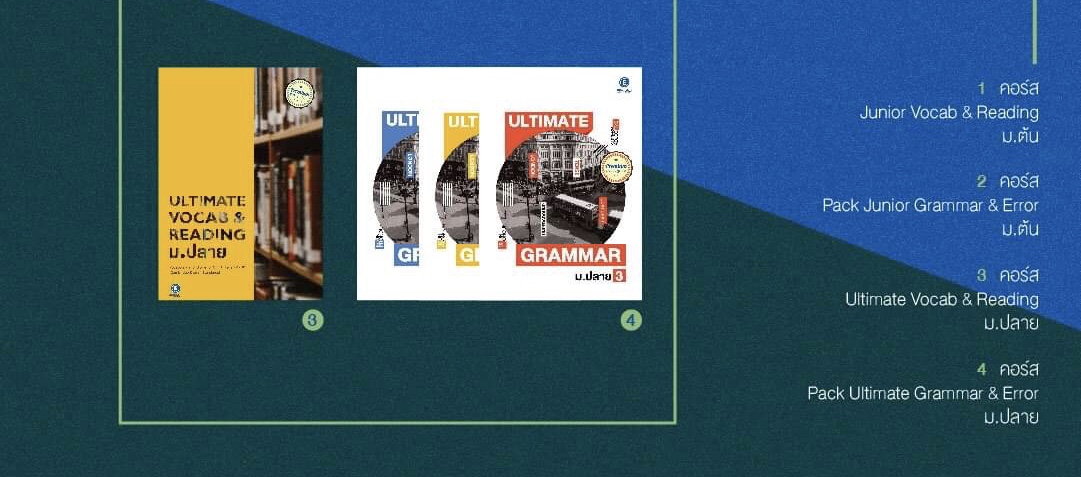 ULTIMATE
VOCAB &
READING
ม.ปลาย
3
ULTI
ULT
ULTIMATE
GF
GI
GRAMMAR
ม.ปลาย 3
4
1 คอร์ส
Junior Vocab & Reading
ม.ต้น
2 คอร์ส
Pack Junior Grammar & Error
ม.ต้น
3 คอร์ส
Ultimate Vocab & Reading
ม.ปลาย
4 คอร์ส
Pack Ultimate Grammar & Error
ม.ปลาย